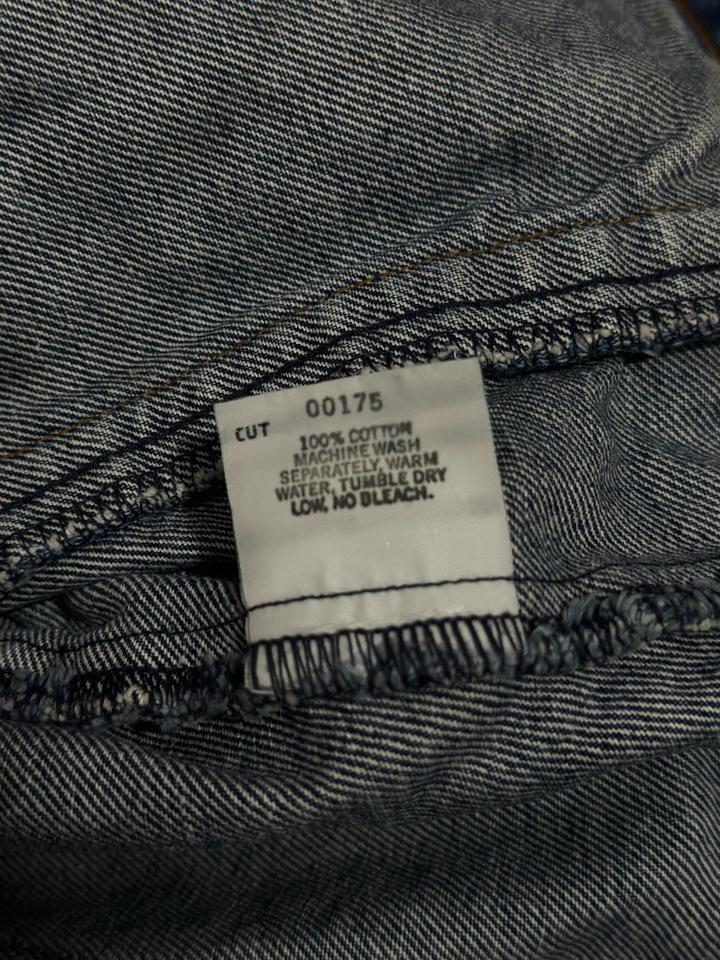 00175
CUT
100% COTTON
MACHINE WASH
SEPARATELY, WARM
WATER, TUMBLE DRY
LOW, NO BLEACH.